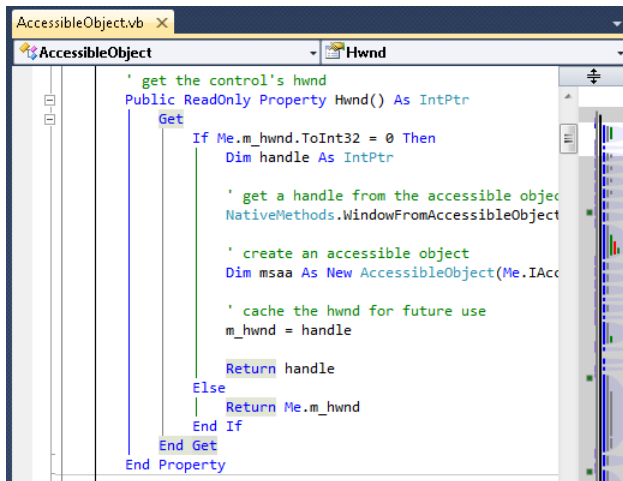 AccessibleObject.vb
AccessibleObject Hwnd
' get the control's hwnd
Public ReadOnly Property Hwnd() As IntPtr
Get
If Me.m_hwnd.ToInt32 = 0 Then
Dim handle As IntPtr
' get a handle from the accessible objec
NativeMethods.WindowFromAccessibleObject
' create an accessible object
Dim msaa As New AccessibleObject(Me.IAcc
' cache the hwnd for future use
m_hwnd = handle
Return handle
Else
Return Me.m_hwnd
End If
End Get
End Property